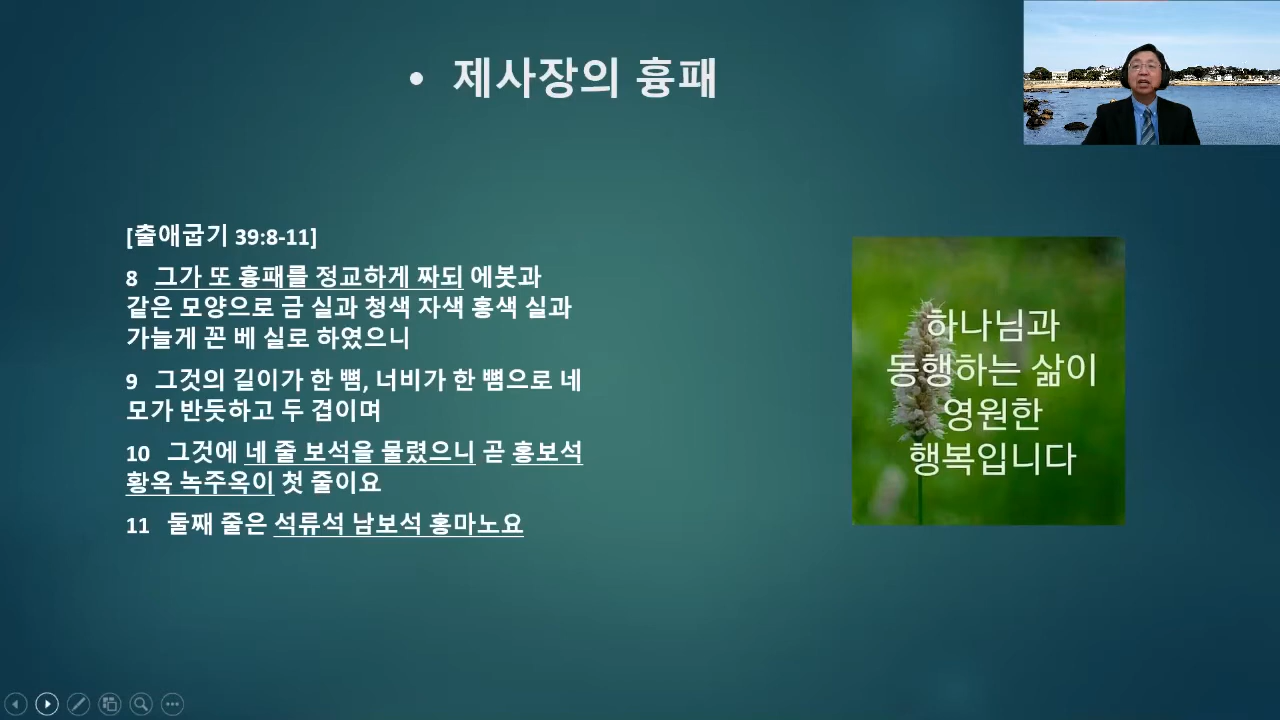 • 제사장의 흉패
[출애굽기 39:8-11]
8 그가 또 흉패를 정교하게 짜되 에봇과
같은 모양으로 금 실과 청색 자색 홍색 실과
가늘게 꼰 베 실로 하였으니
9 그것의 길이가 한 뼘, 너비가 한 뼘으로 네
모가 반듯하고 두 겹이며
10 그것에 네 줄 보석을 물렸으니 곧 홍보석
황옥 녹주옥이 첫 줄이요
11 둘째 줄은 석류석 남보석 홍마노요
하나님과
동행하는 삶이
영원한
행복입니다